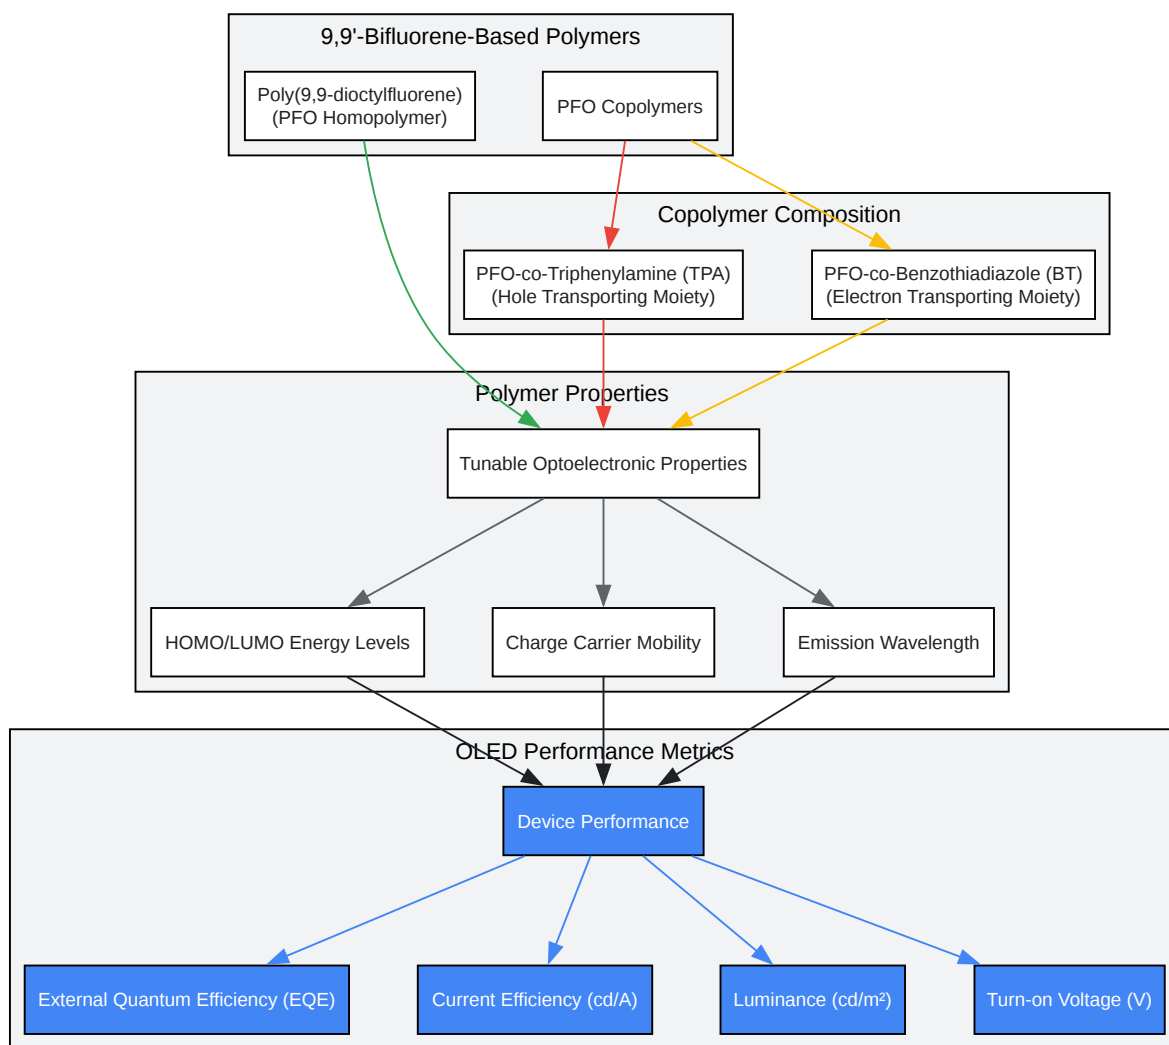 9,9'-Bifluorene-Based Polymers
Poly(9,9-dioctylfluorene)
(PFO Homopolymer)
PFO Copolymers
Copolymer Composition
PFO-co-Triphenylamine (TPA)
(Hole Transporting Moiety)
PFO-co-Benzothiadiazole (BT)
(Electron Transporting Moiety)
Polymer Properties
Tunable Optoelectronic Properties
HOMO/LUMO Energy Levels
Charge Carrier Mobility
Emission Wavelength
OLED Performance Metrics
Device Performance
External Quantum Efficiency (EQE)
Current Efficiency (cd/A)
Luminance (cd/m²)
Turn-on Voltage (V)